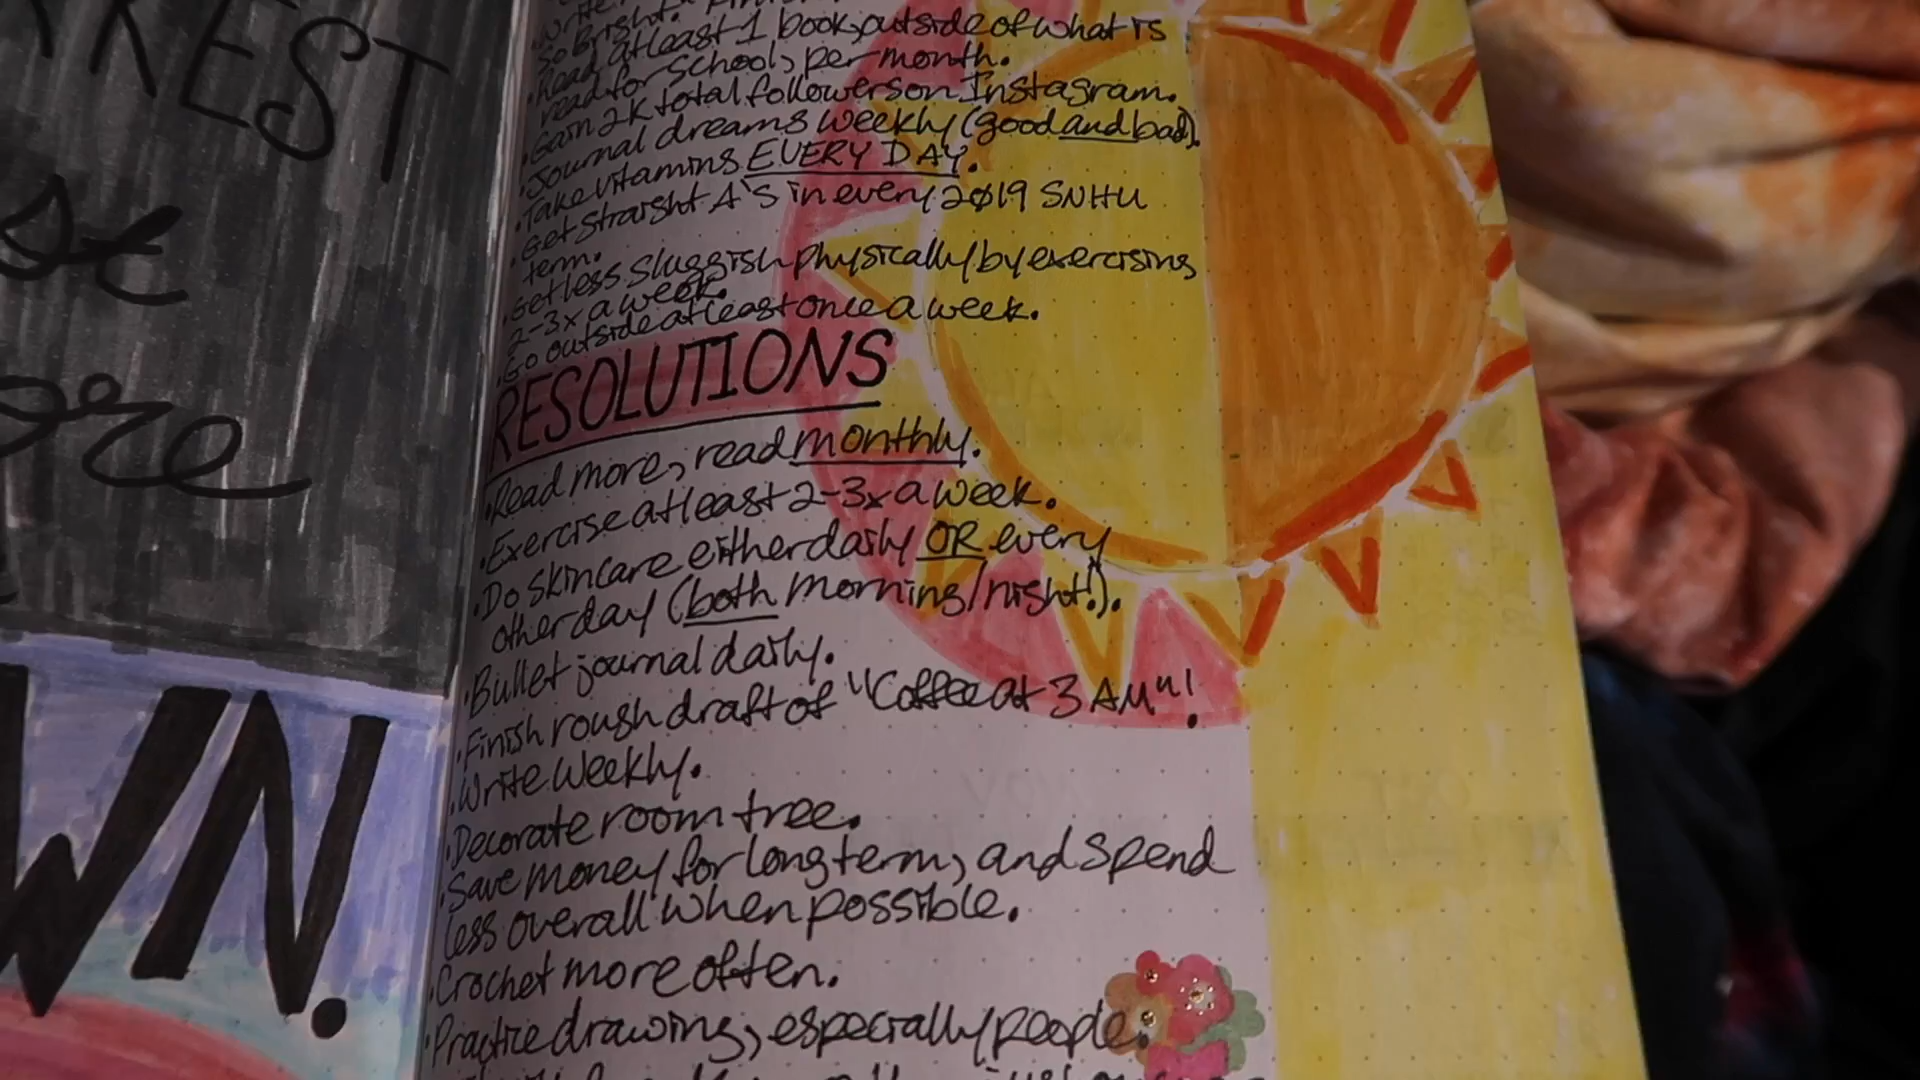 RKEST
st
ore
WN.
Write
So Bright."
•Read at least 1 book, outside of what is
read for school, per month.
•Gain 2K total followers on Instagram.
•Journal dreams weekly (good and bad).
•Take vitamins EVERY DAY.
•Get straight A's in every 2019 SNHU
term.
•Get less sluggish physically by exercising
2-3x a week.
•Go outside at least once a week.
RESOLUTIONS
•Read more, read monthly.
•Exercise at least 2-3x a week.
•Do skincare either daily OR every
other day (both morning/night!).
•Bullet journal daily.
•Finish rough draft of "Coffee at 3 AM"!
•Write weekly.
•Decorate room tree.
•Save money for long term, and spend
less overall when possible.
•Crochet more often.
•Practice drawing, especially people.